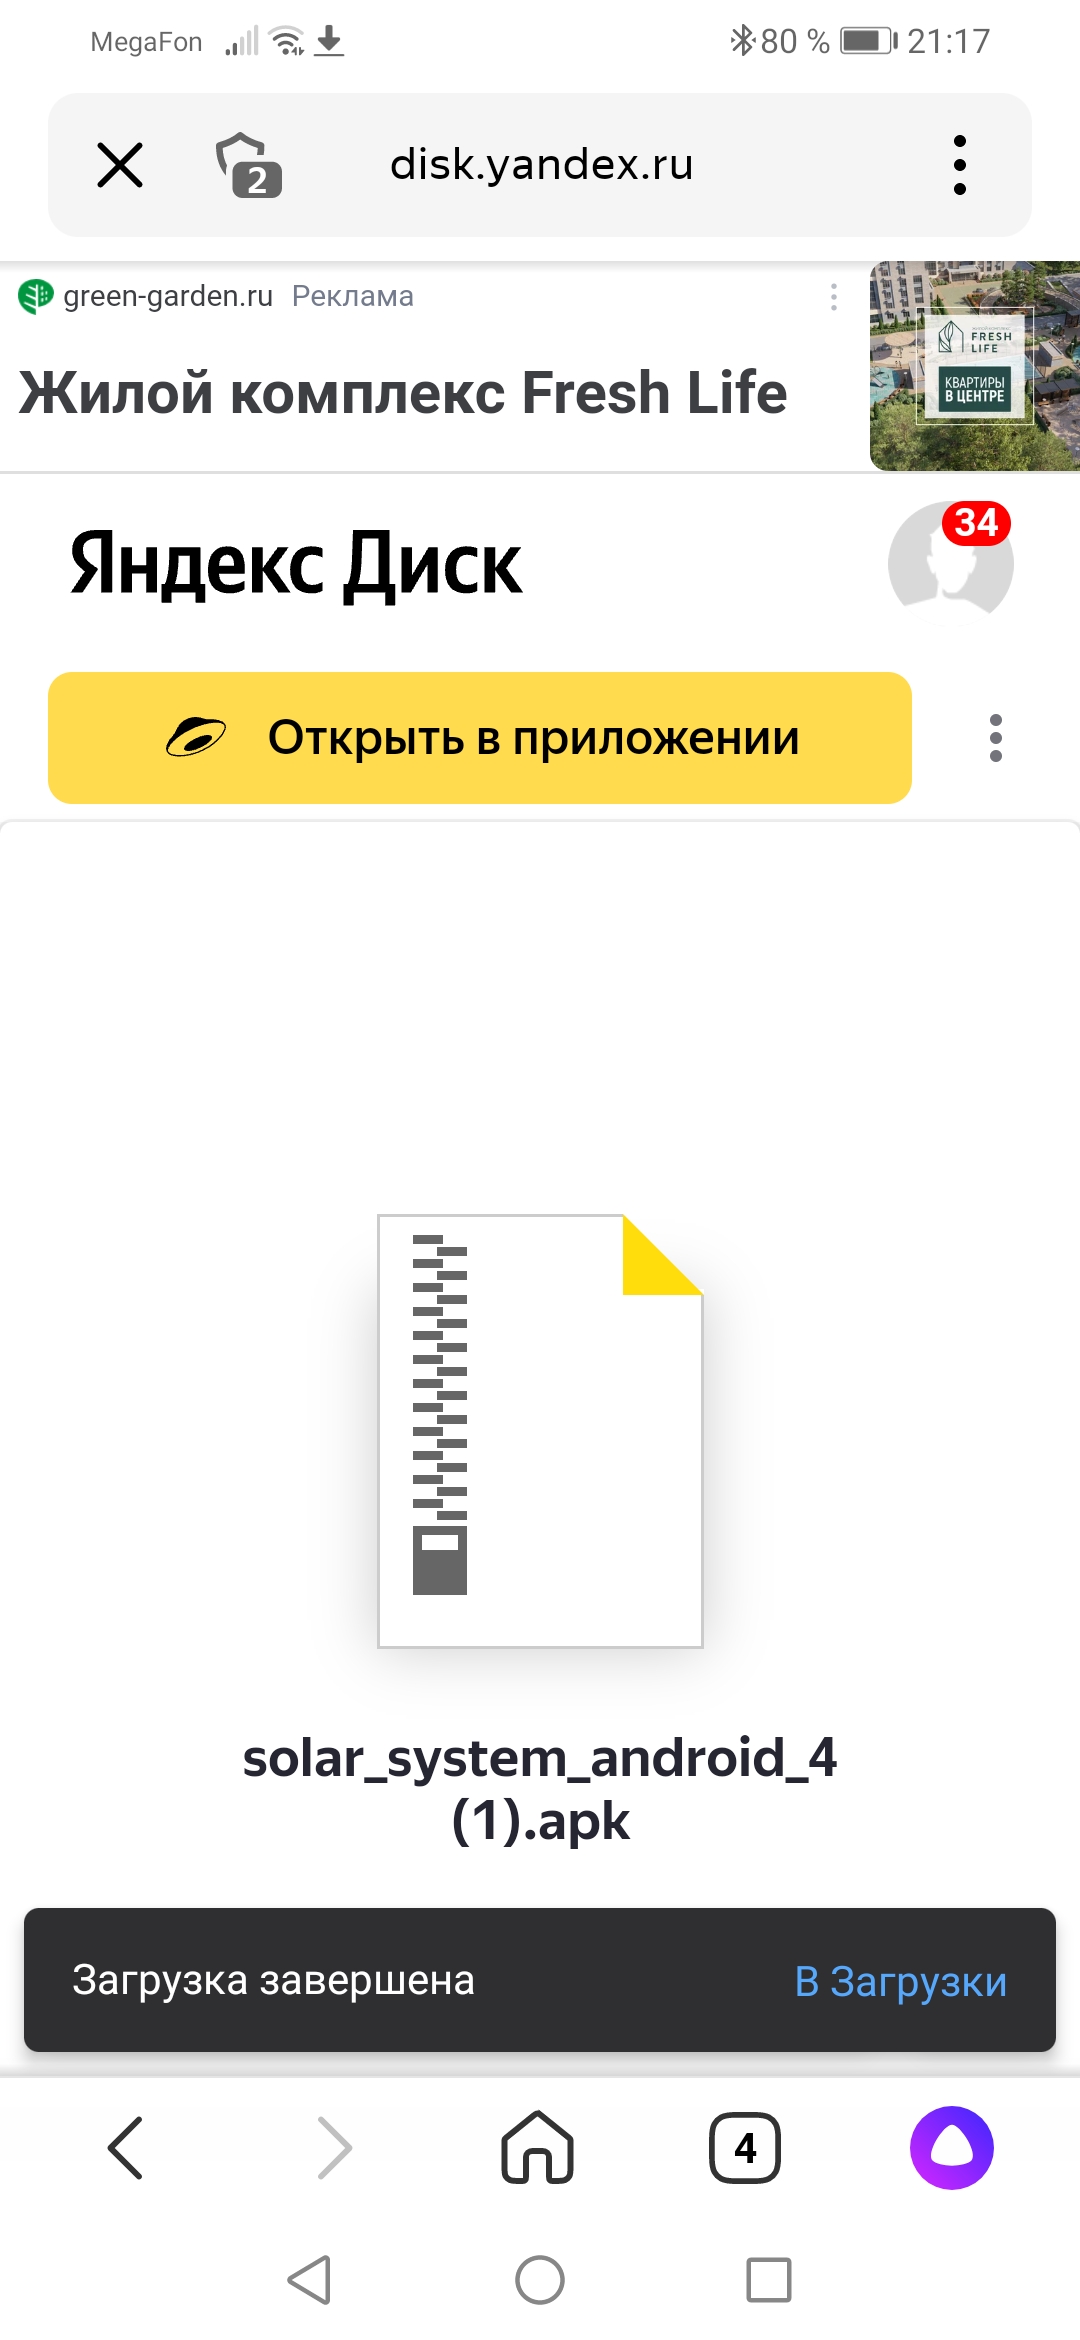 MegaFon 80 % 21:17
2 disk.yandex.ru
green-garden.ru Реклама
Жилой комплекс Fresh Life
FRESH
LIFE
КВАРТИРЫ
В ЦЕНТРЕ
Яндекс Диск
34
Открыть в приложении
solar_system_android_4
(1).apk
Загрузка завершена В Загрузки
4